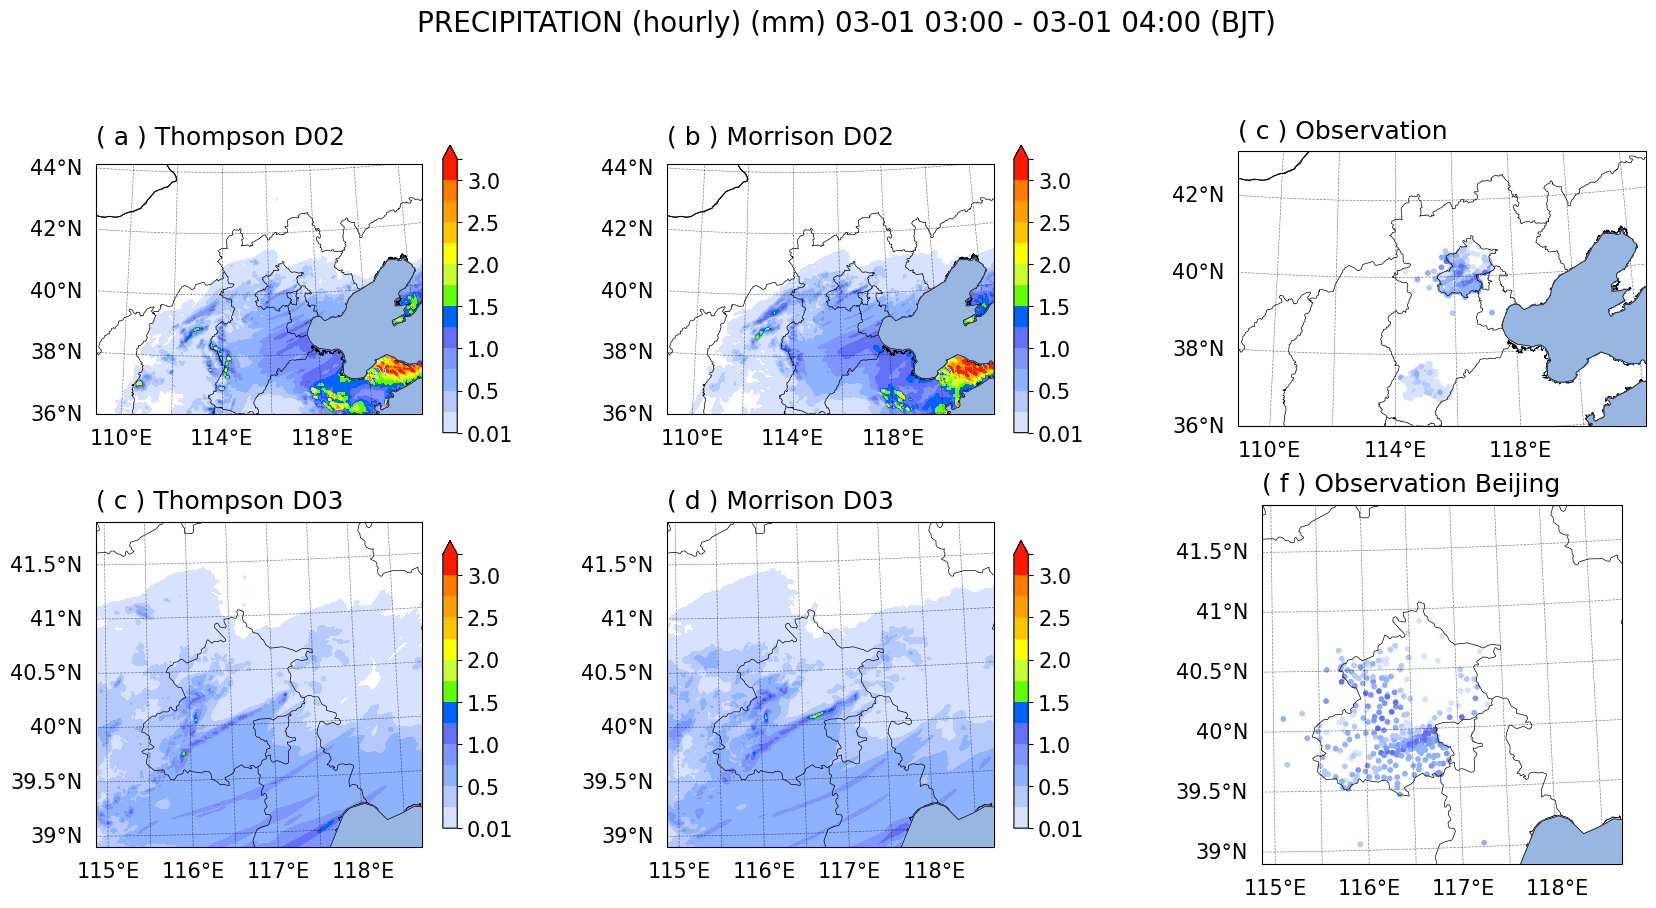 PRECIPITATION (hourly) (mm) 03-01 03:00 - 03-01 04:00 (BJT)
( a ) Thompson D02
44°N
42°N
40°N
38°N
36°N
110°E
114°E
118°E
3.0
2.5
2.0
1.5
1.0
0.5
0.01
( b ) Morrison D02
44°N
42°N
40°N
38°N
36°N
110°E
114°E
118°E
3.0
2.5
2.0
1.5
1.0
0.5
0.01
( c ) Observation
42°N
40°N
38°N
36°N
110°E
114°E
118°E
( c ) Thompson D03
41.5°N
41°N
40.5°N
40°N
39.5°N
39°N
115°E
116°E
117°E
118°E
3.0
2.5
2.0
1.5
1.0
0.5
0.01
( d ) Morrison D03
41.5°N
41°N
40.5°N
40°N
39.5°N
39°N
115°E
116°E
117°E
118°E
3.0
2.5
2.0
1.5
1.0
0.5
0.01
( f ) Observation Beijing
41.5°N
41°N
40.5°N
40°N
39.5°N
39°N
115°E
116°E
117°E
118°E